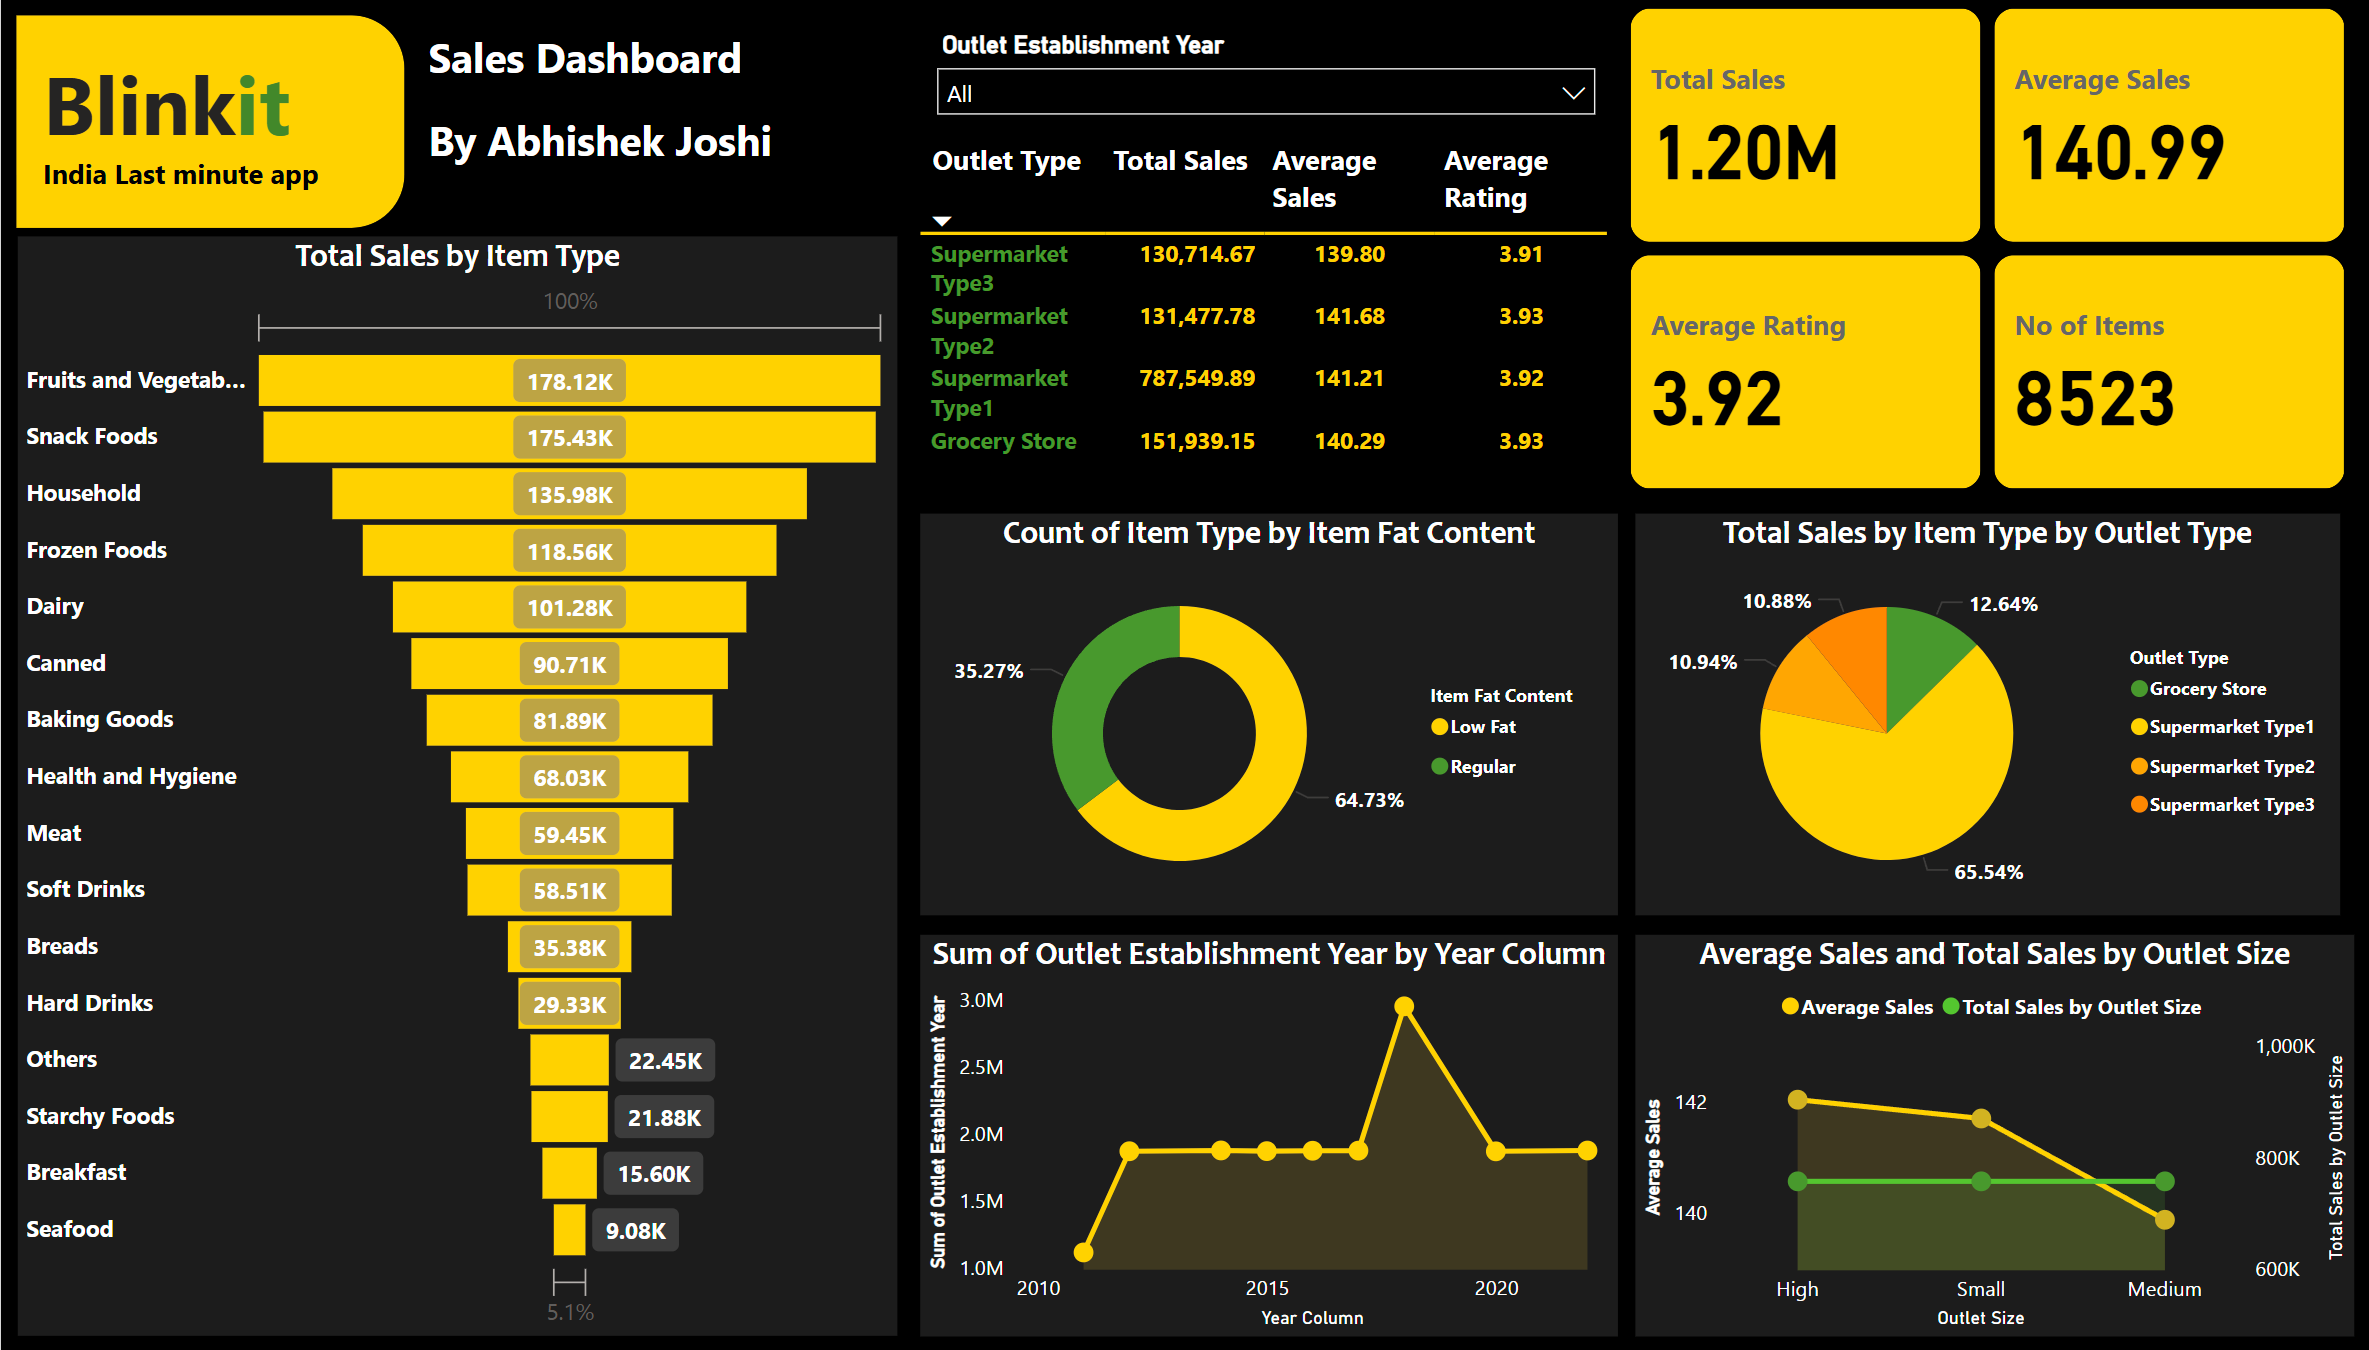 Blinkit
India Last minute app
Sales Dashboard
By Abhishek Joshi
Outlet Establishment Year
All
Outlet Type Total Sales Average Sales Average Rating
Supermarket Type3 130,714.67 139.80 3.91
Supermarket Type2 131,477.78 141.68 3.93
Supermarket Type1 787,549.89 141.21 3.92
Grocery Store 151,939.15 140.29 3.93
Total Sales
1.20M
Average Sales
140.99
Average Rating
3.92
No of Items
8523
Total Sales by Item Type
100%
Fruits and Vegetab... 178.12K
Snack Foods 175.43K
Household 135.98K
Frozen Foods 118.56K
Dairy 101.28K
Canned 90.71K
Baking Goods 81.89K
Health and Hygiene 68.03K
Meat 59.45K
Soft Drinks 58.51K
Breads 35.38K
Hard Drinks 29.33K
Others 22.45K
Starchy Foods 21.88K
Breakfast 15.60K
Seafood 9.08K
5.1%
Count of Item Type by Item Fat Content
35.27%
64.73%
Item Fat Content
Low Fat
Regular
Total Sales by Item Type by Outlet Type
10.88%
12.64%
10.94%
65.54%
Outlet Type
Grocery Store
Supermarket Type1
Supermarket Type2
Supermarket Type3
Sum of Outlet Establishment Year by Year Column
Sum of Outlet Establishment Year
3.0M
2.5M
2.0M
1.5M
1.0M
2010 2015 2020
Year Column
Average Sales and Total Sales by Outlet Size
Average Sales Total Sales by Outlet Size
Average Sales
142
140
1,000K
800K
600K
Total Sales by Outlet Size
High Small Medium
Outlet Size